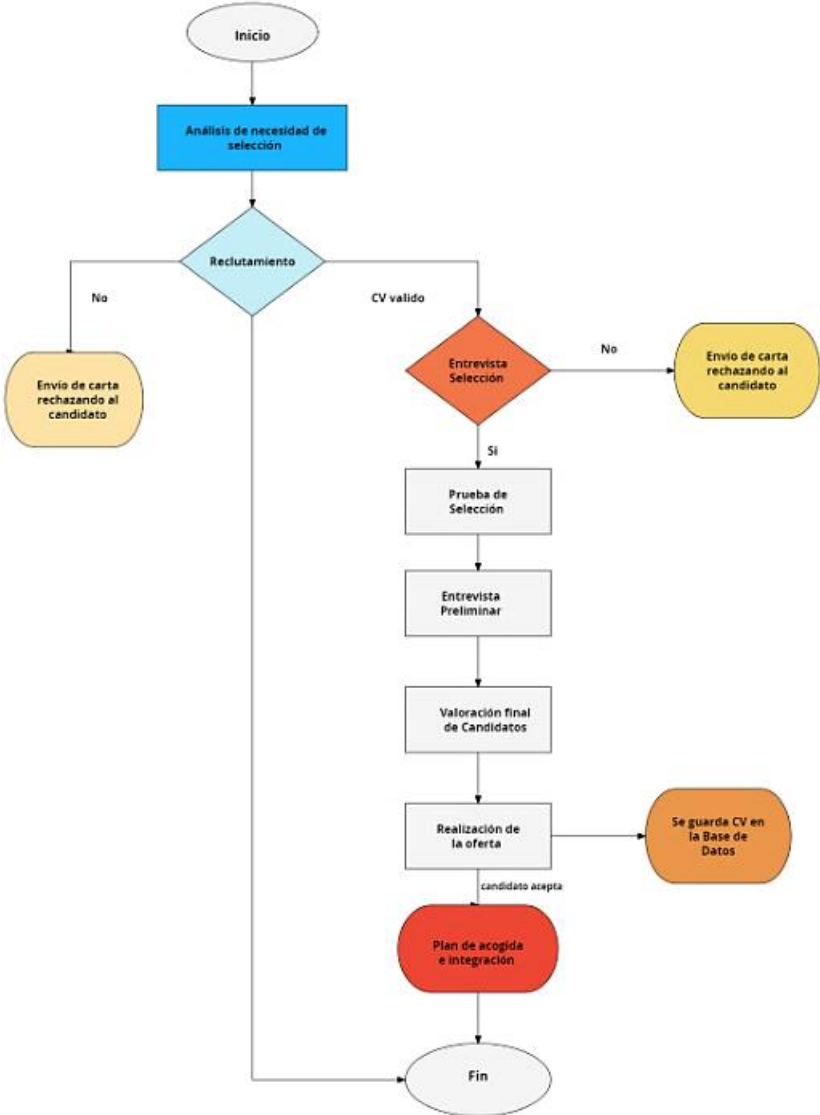 Inicio
Análisis de necesidad de
selección
Reclutamiento
No
CV valido
Envío de carta
rechazando al
candidato
Entrevista
Selección
No
Envio de carta
rechazando al
candidato
Si
Prueba de
Selección
Entrevista
Preliminar
Valoración final
de Candidatos
Realización de
la oferta
Se guarda CV en
la Base de
Datos
candidato acepta
Plan de acogida
e integración
Fin